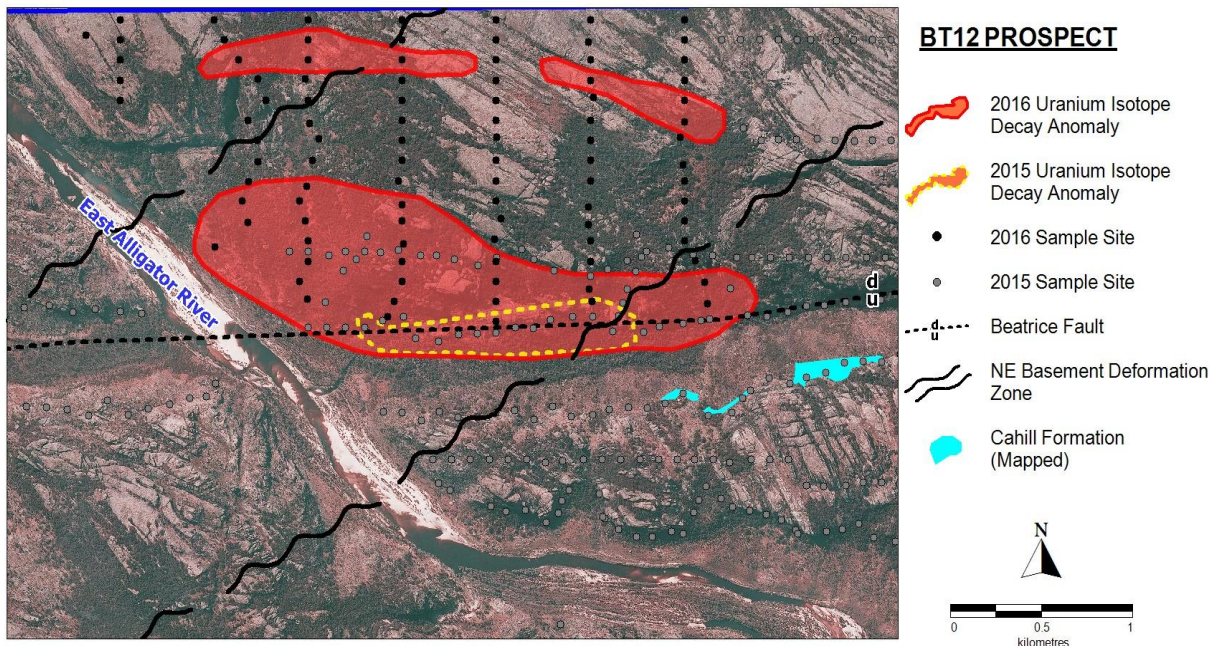 BT12 PROSPECT
2016 Uranium Isotope
Decay Anomaly
2015 Uranium Isotope
Decay Anomaly
2016 Sample Site
2015 Sample Site
d
u
Beatrice Fault
NE Basement Deformation
Zone
Cahill Formation
(Mapped)
East Alligator River
d
u
N
0 0.5 1
kilometres